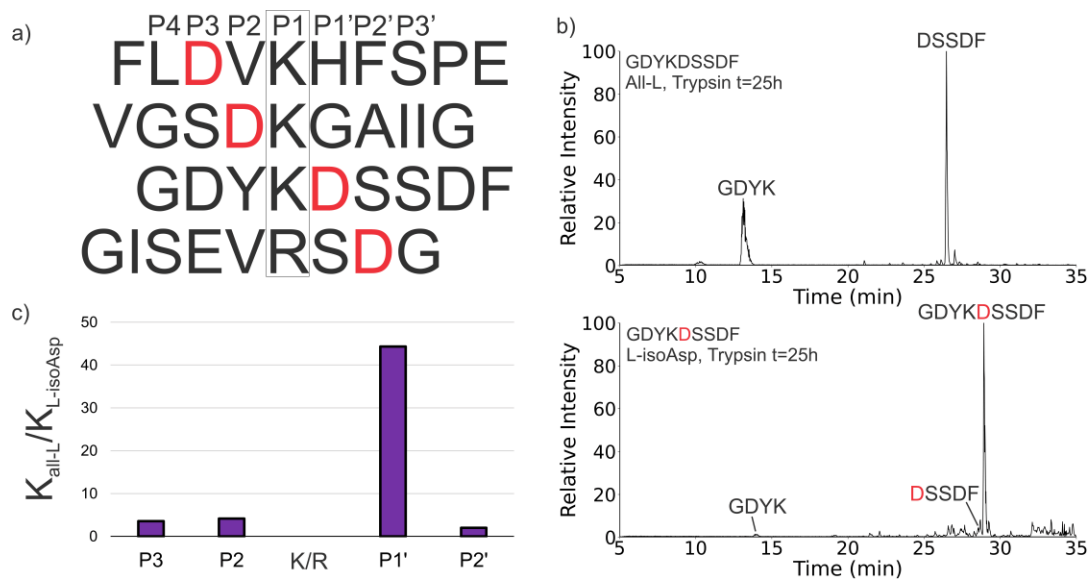 a)
P4 P3 P2 P1 P1' P2' P3'
FLDVKHFSPE
VGSDKGAIIG
GDYKDSSDF
GISEVRSDG
b)
GDYKDSSDF
All-L, Trypsin t=25h
DSSDF
GDYK
Relative Intensity
100
80
60
40
20
0
5 10 15 20 25 30 35
Time (min)
GDYKDSSDF
L-isoAsp, Trypsin t=25h
GDYKDSSDF
DSSDF
GDYK
Relative Intensity
100
80
60
40
20
0
5 10 15 20 25 30 35
Time (min)
c)
K all-L/K L-isoAsp
50
40
30
20
10
0
P3 P2 K/R P1' P2'